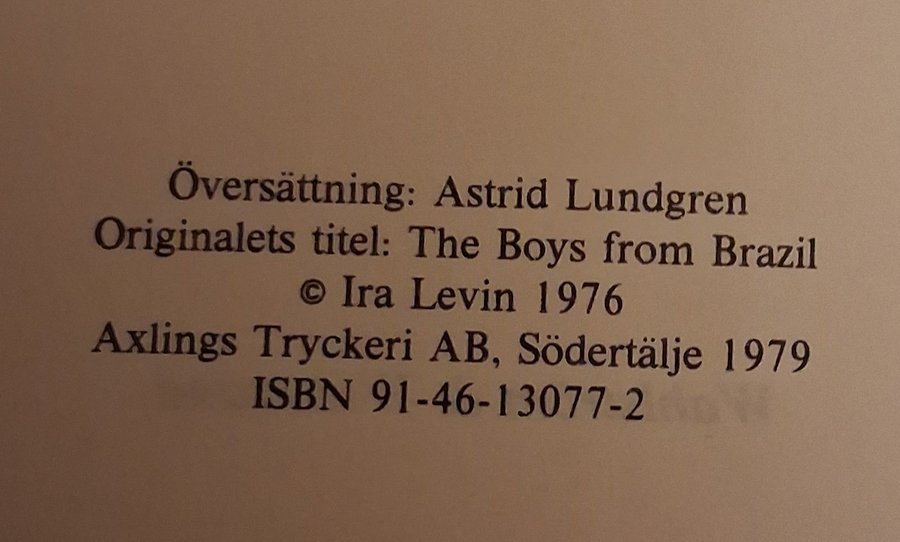 Översättning: Astrid Lundgren
Originalets titel: The Boys from Brazil
© Ira Levin 1976
Axlings Tryckeri AB, Södertälje 1979
ISBN 91-46-13077-2